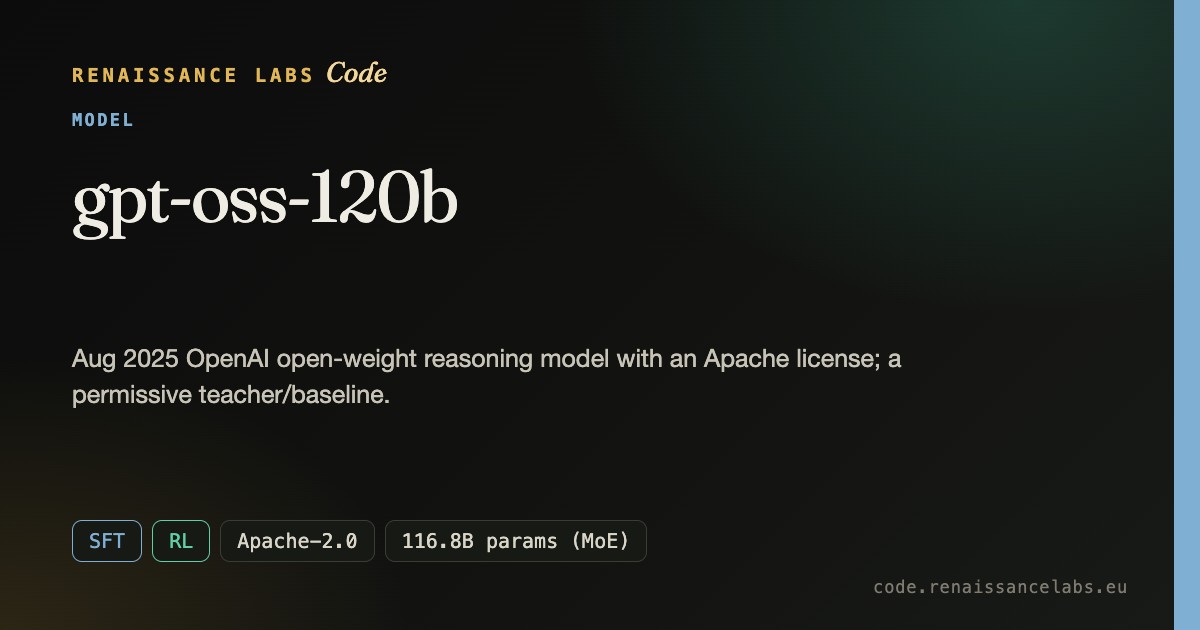 RENAISSANCE LABS Code
MODEL
gpt-oss-120b
Aug 2025 OpenAI open-weight reasoning model with an Apache license; a
permissive teacher/baseline.
SFT RL Apache-2.0 116.8B params (MoE)
code.renaissancelabs.eu